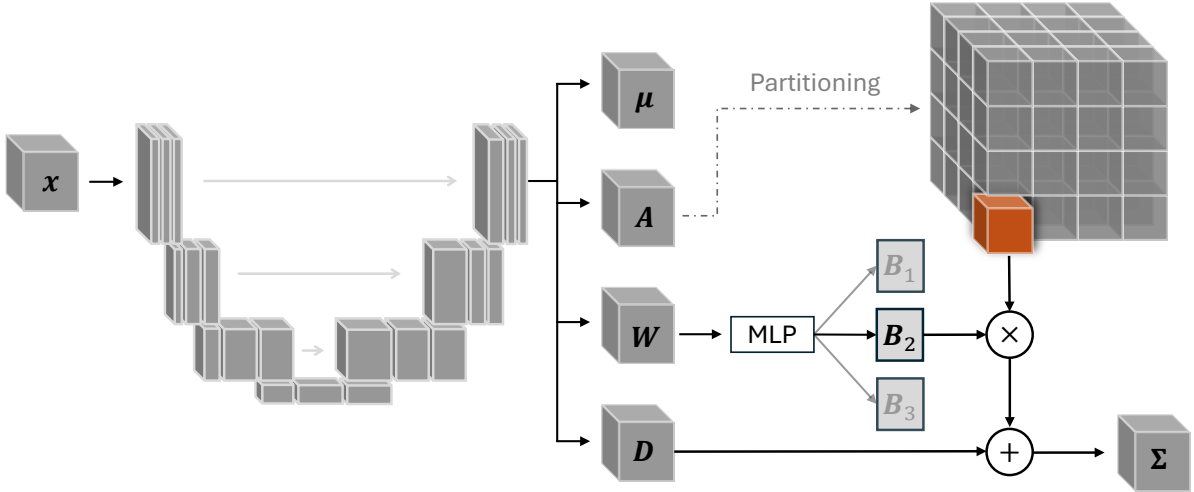 x
μ
A
W
D
Partitioning
MLP
B₁
B₂
B₃
×
+
Σ